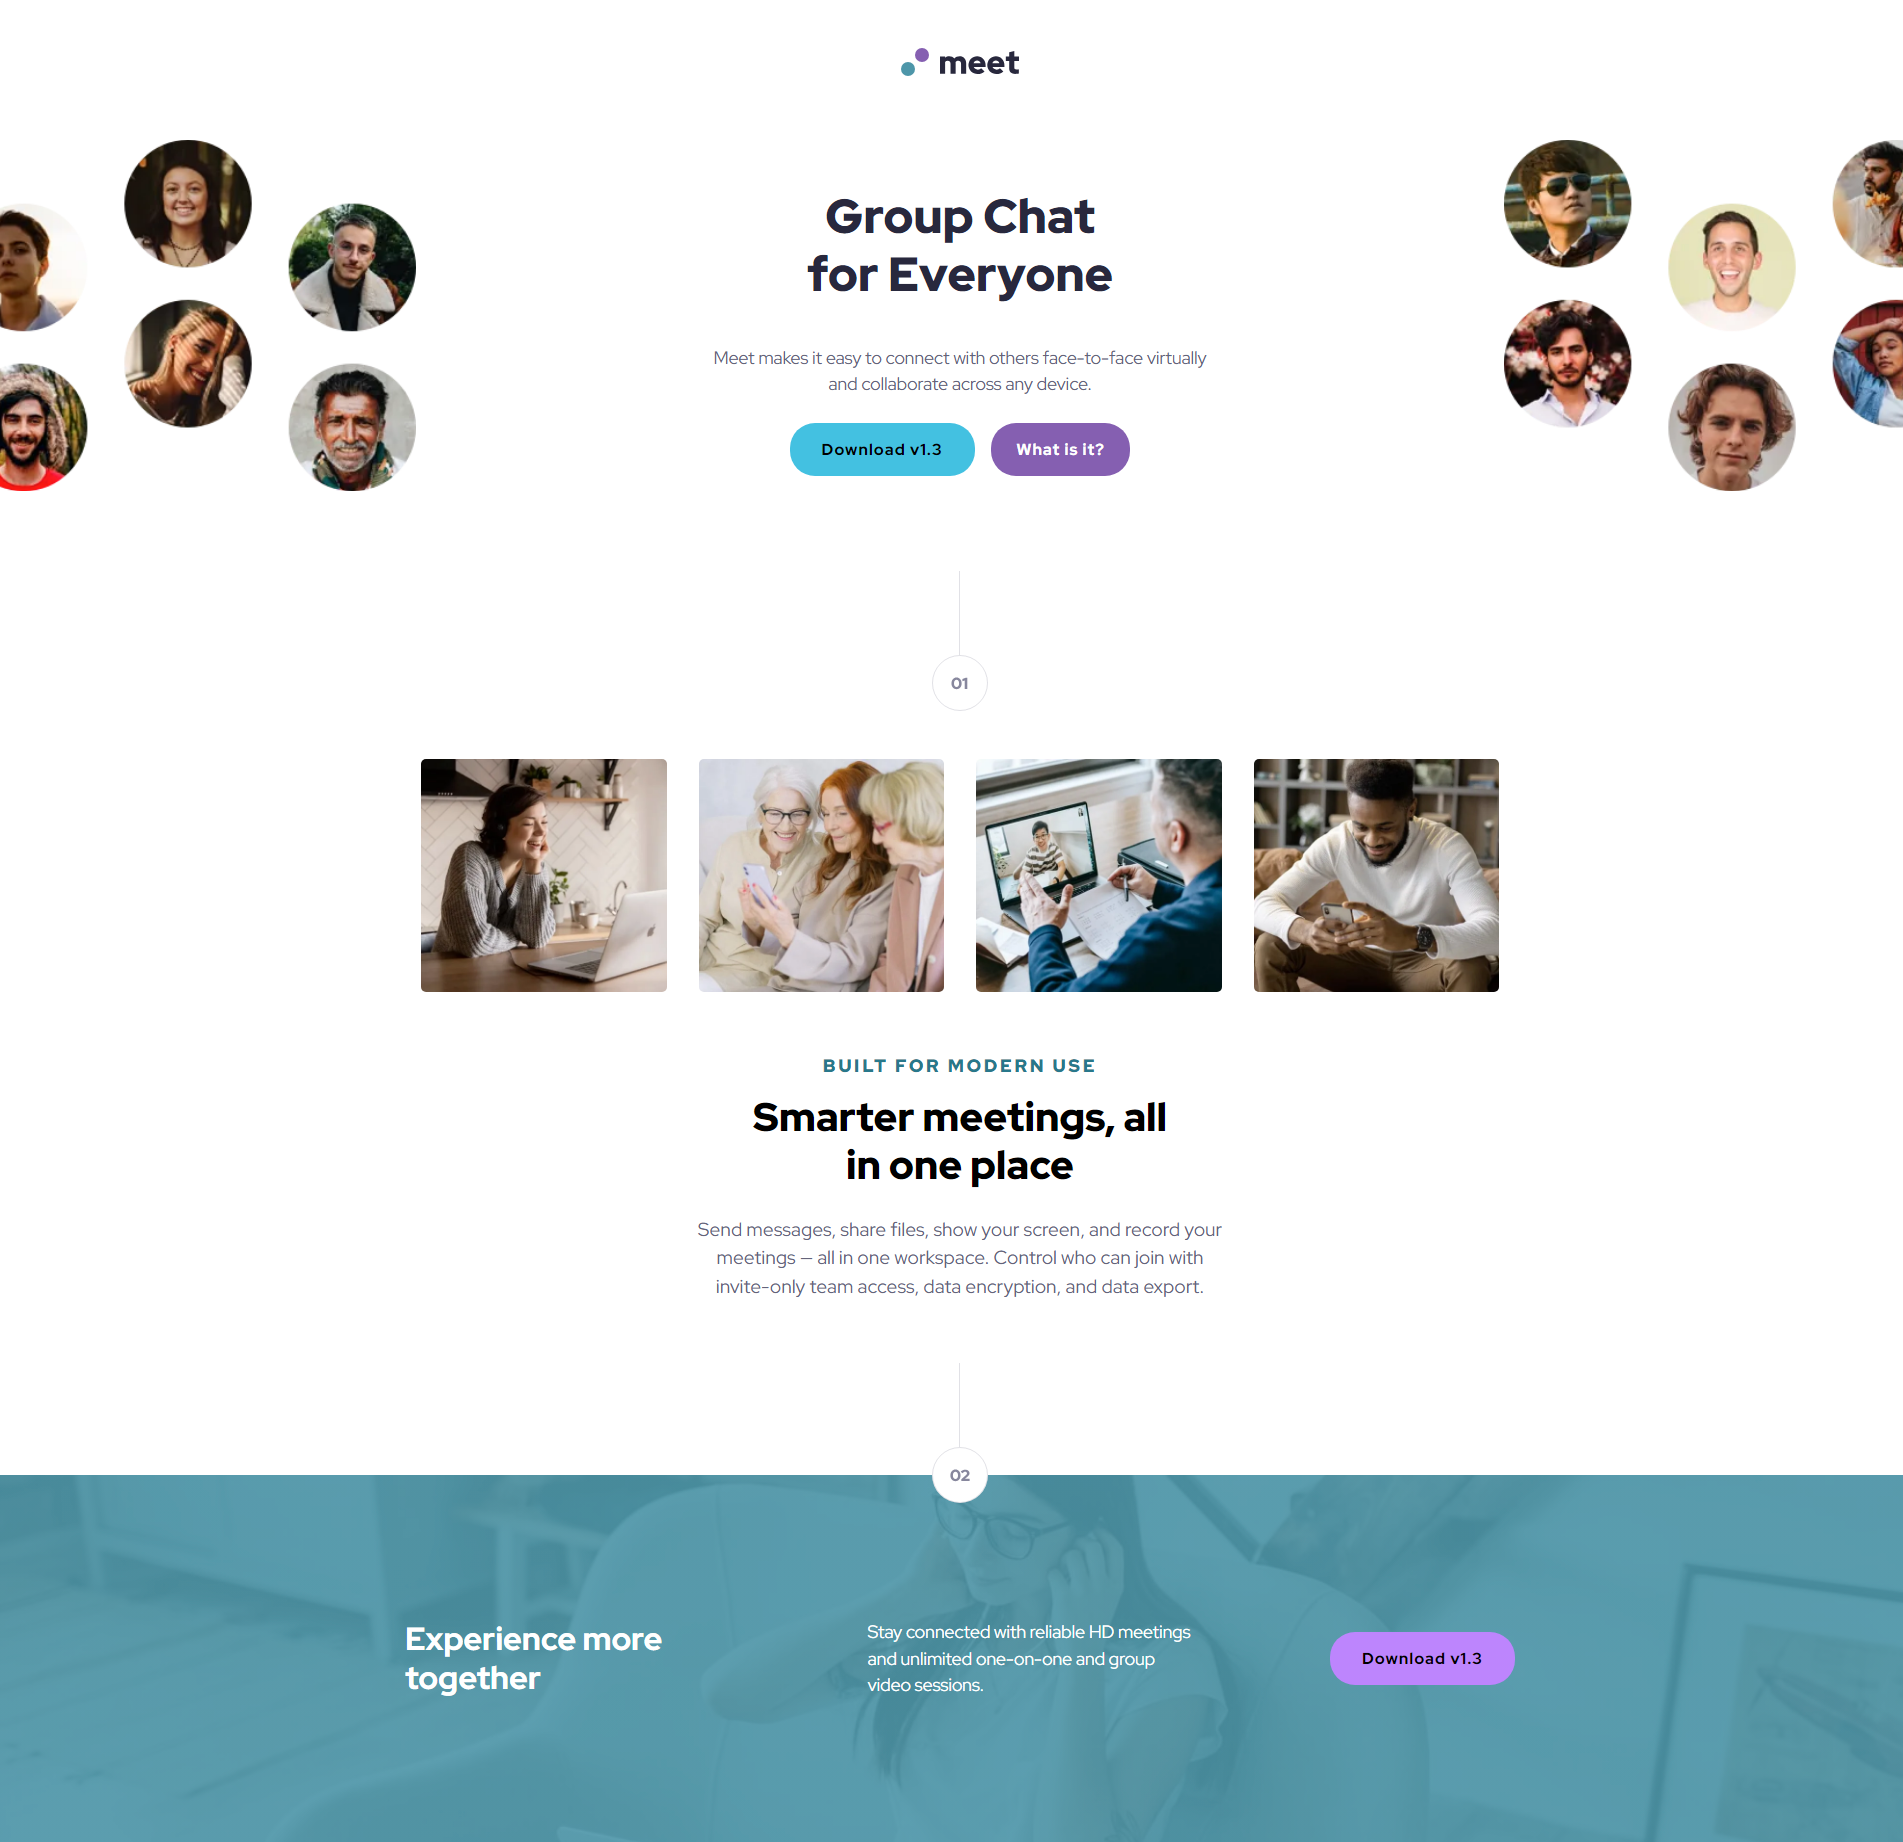 meet
Group Chat
for Everyone
Meet makes it easy to connect with others face-to-face virtually
and collaborate across any device.
Download v1.3
What is it?
01
BUILT FOR MODERN USE
Smarter meetings, all
in one place
Send messages, share files, show your screen, and record your
meetings — all in one workspace. Control who can join with
invite-only team access, data encryption, and data export.
02
Experience more
together
Stay connected with reliable HD meetings
and unlimited one-on-one and group
video sessions.
Download v1.3